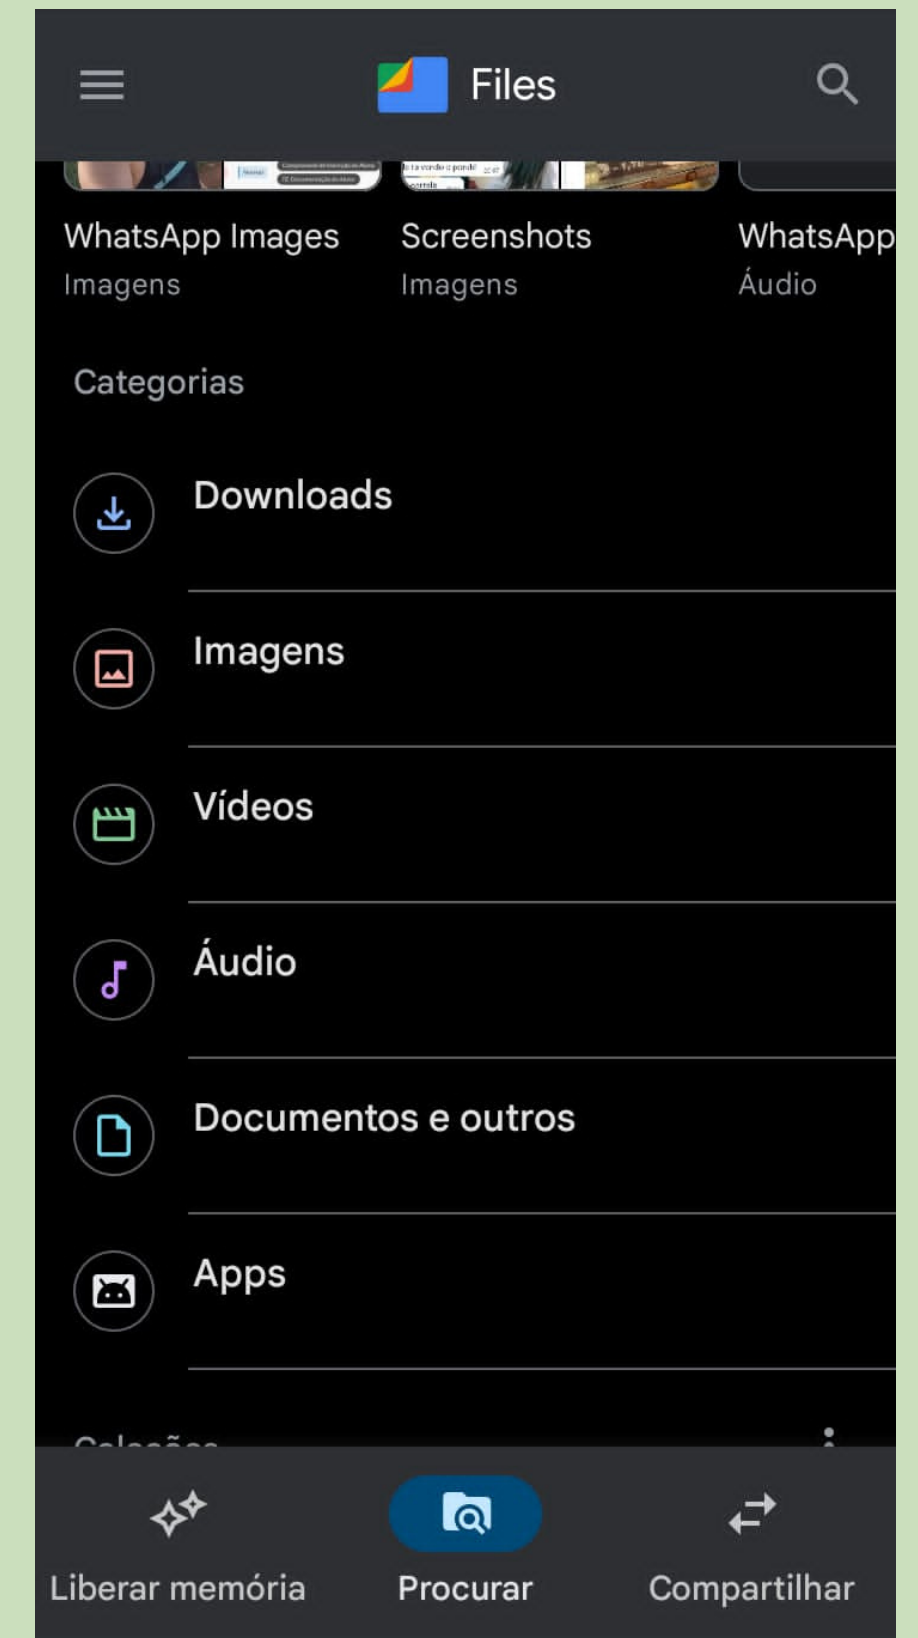 Files
WhatsApp Images
Imagens
Screenshots
Imagens
WhatsApp
Áudio
Categorias
Downloads
Imagens
Vídeos
Áudio
Documentos e outros
Apps
Coleções
Liberar memória
Procurar
Compartilhar